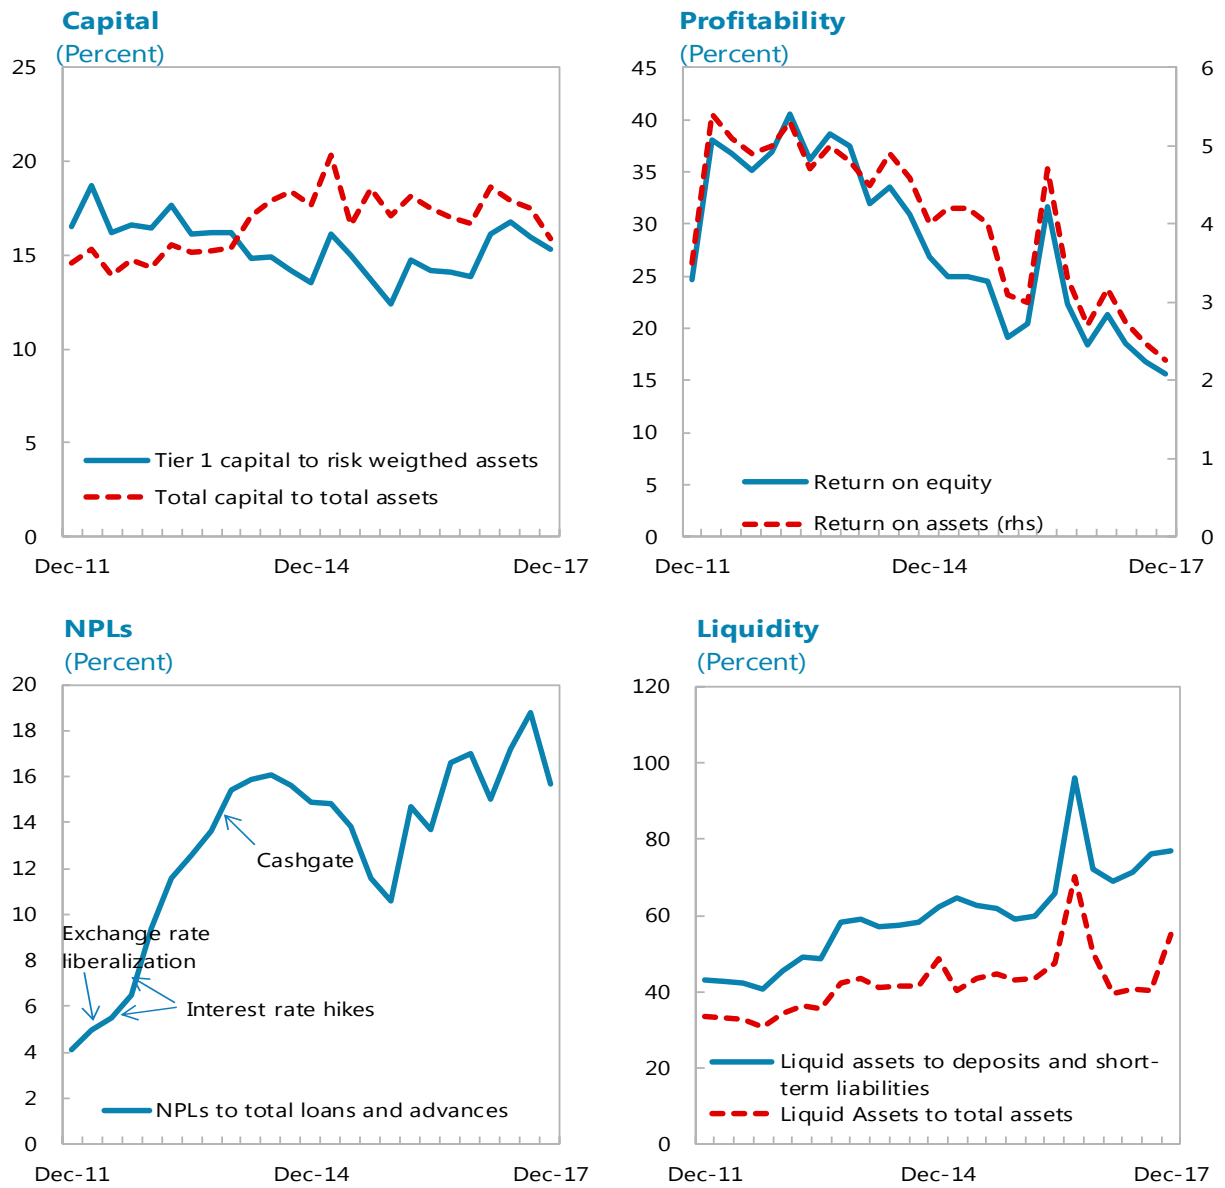 Capital
(Percent)
25
20
15
10
5
0
Tier 1 capital to risk weigthed assets
Total capital to total assets
Dec-11
Dec-14
Dec-17
Profitability
(Percent)
45
40
35
30
25
20
15
10
5
0
6
5
4
3
2
1
0
Return on equity
Return on assets (rhs)
Dec-11
Dec-14
Dec-17
NPLs
(Percent)
20
18
16
14
12
10
8
6
4
2
0
Cashgate
Exchange rate
liberalization
Interest rate hikes
NPLs to total loans and advances
Dec-11
Dec-14
Dec-17
Liquidity
(Percent)
120
100
80
60
40
20
0
Liquid assets to deposits and short-
term liabilities
Liquid Assets to total assets
Dec-11
Dec-14
Dec-17